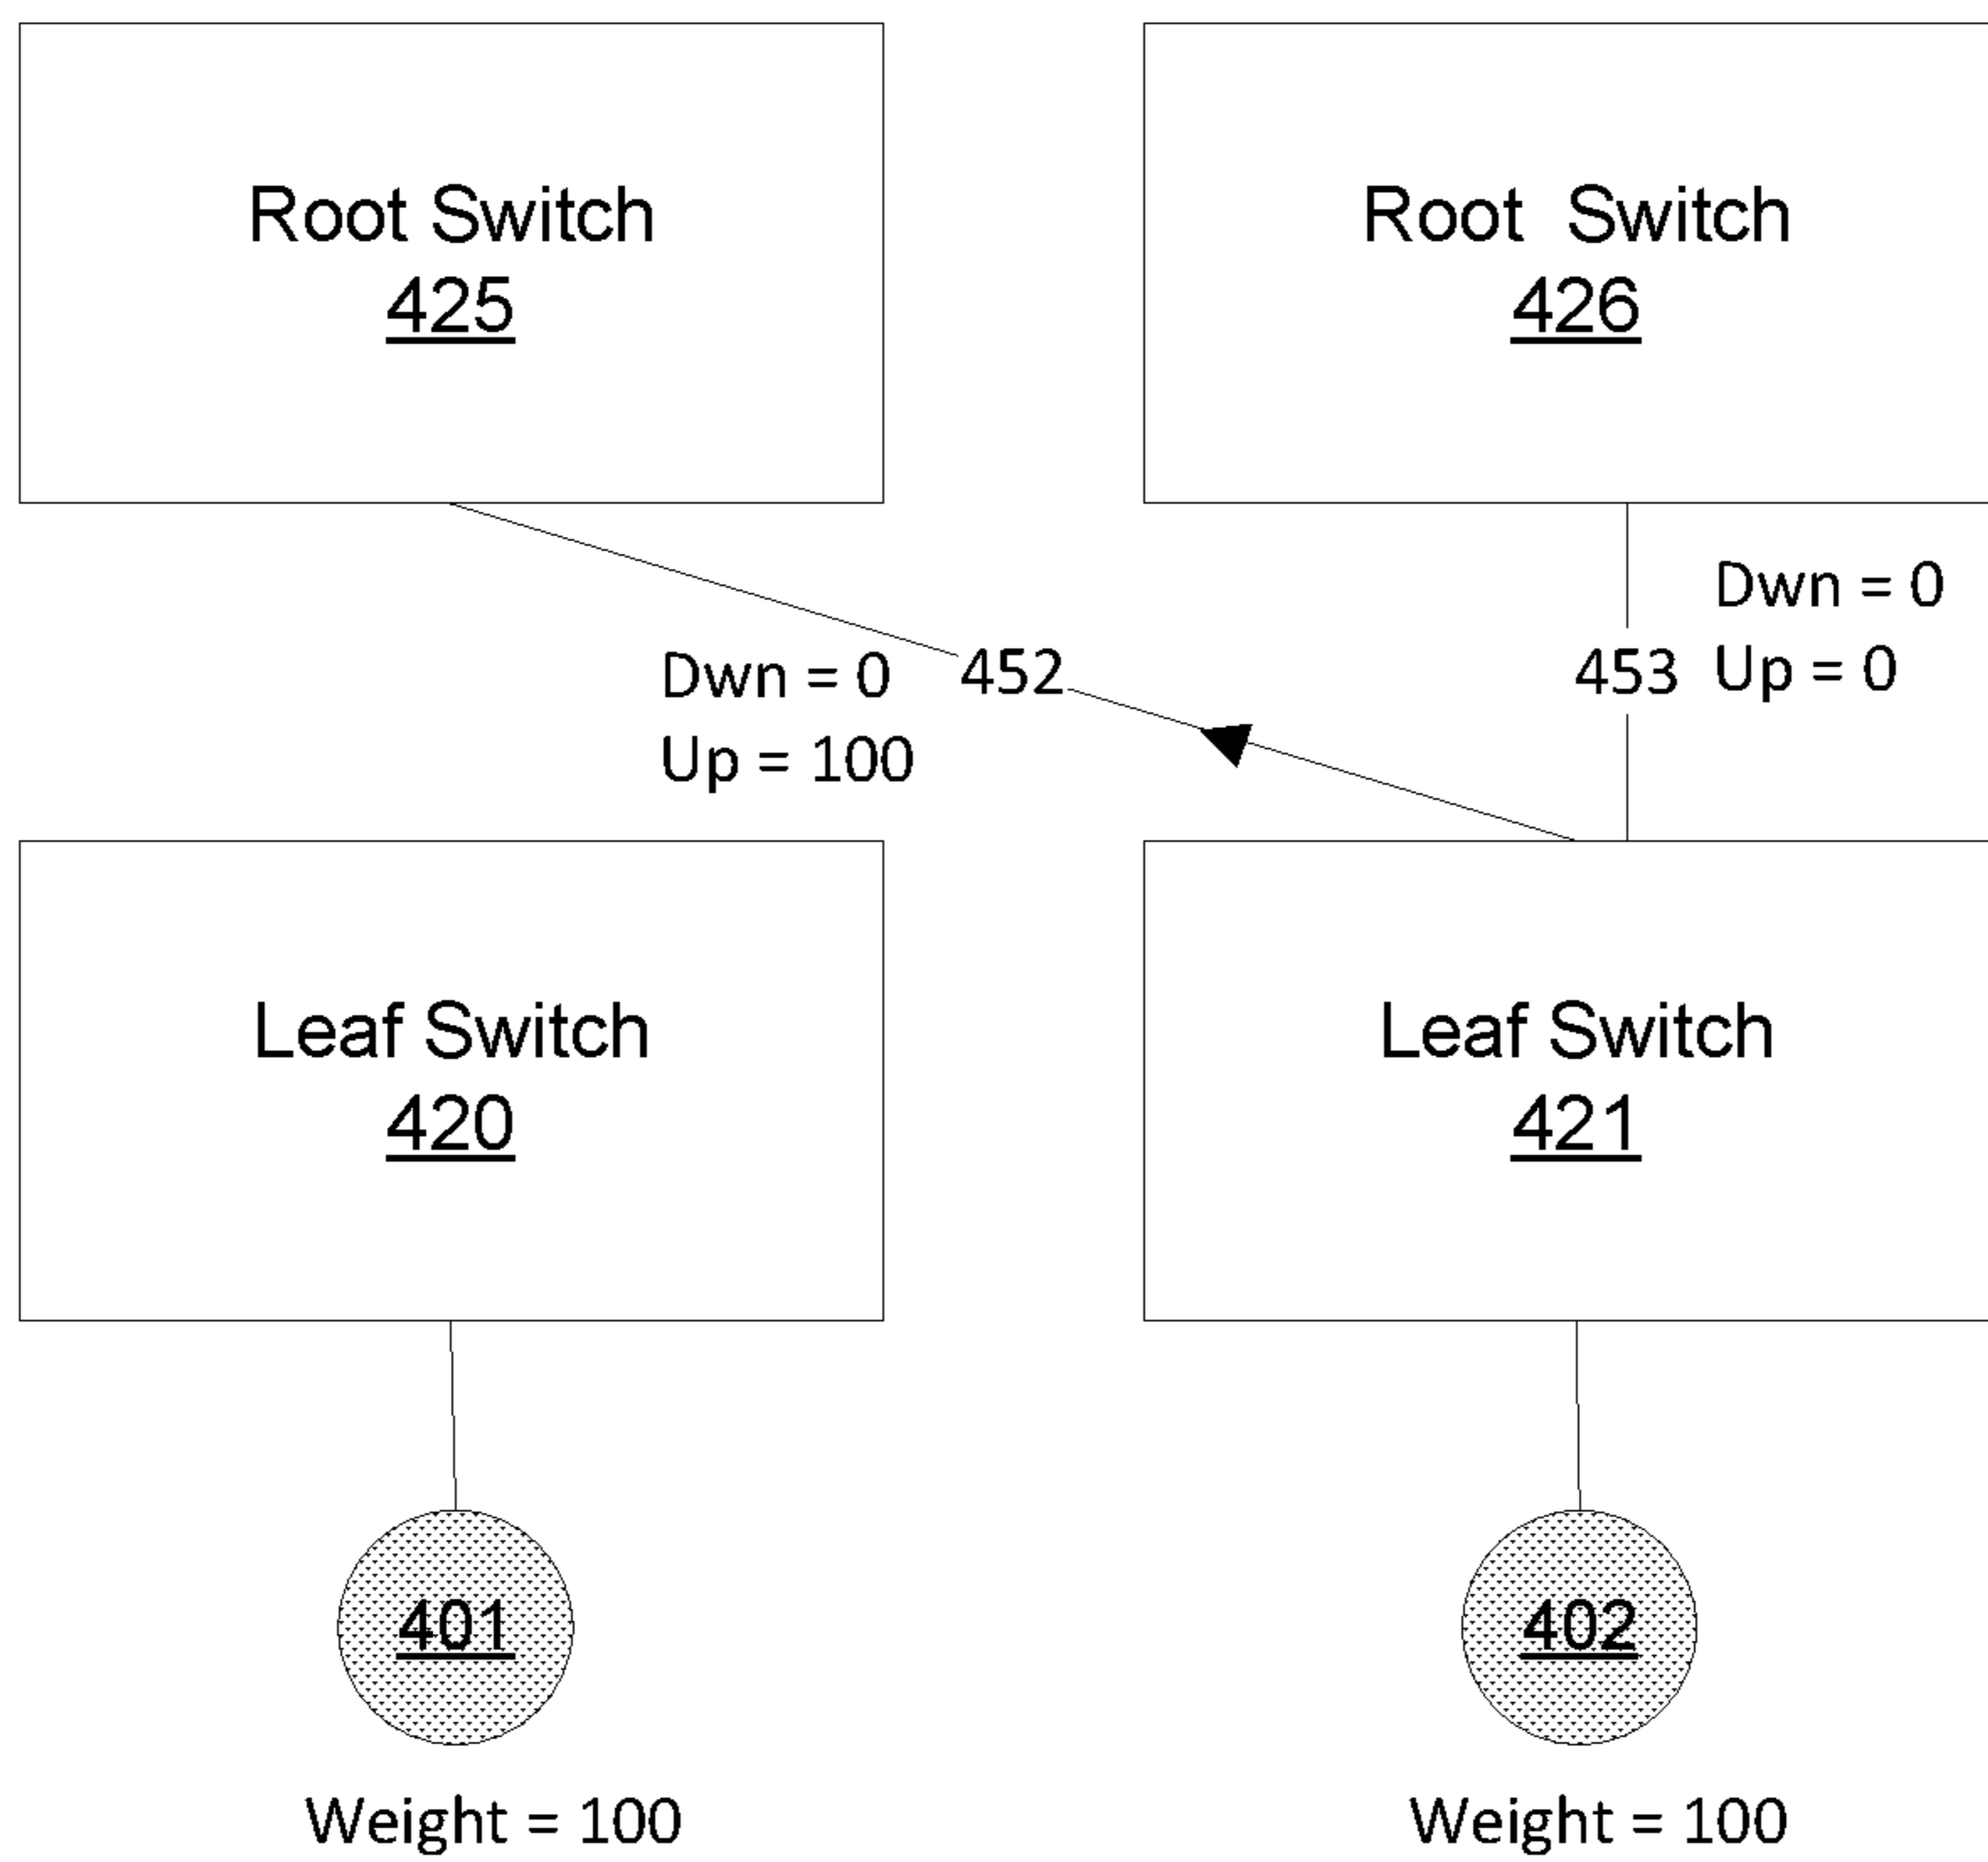 Root Switch
425
Root Switch
426
Dwn = 0
Up = 100
452
453
Dwn = 0
Up = 0
Leaf Switch
420
Leaf Switch
421
401
402
Weight = 100
Weight = 100